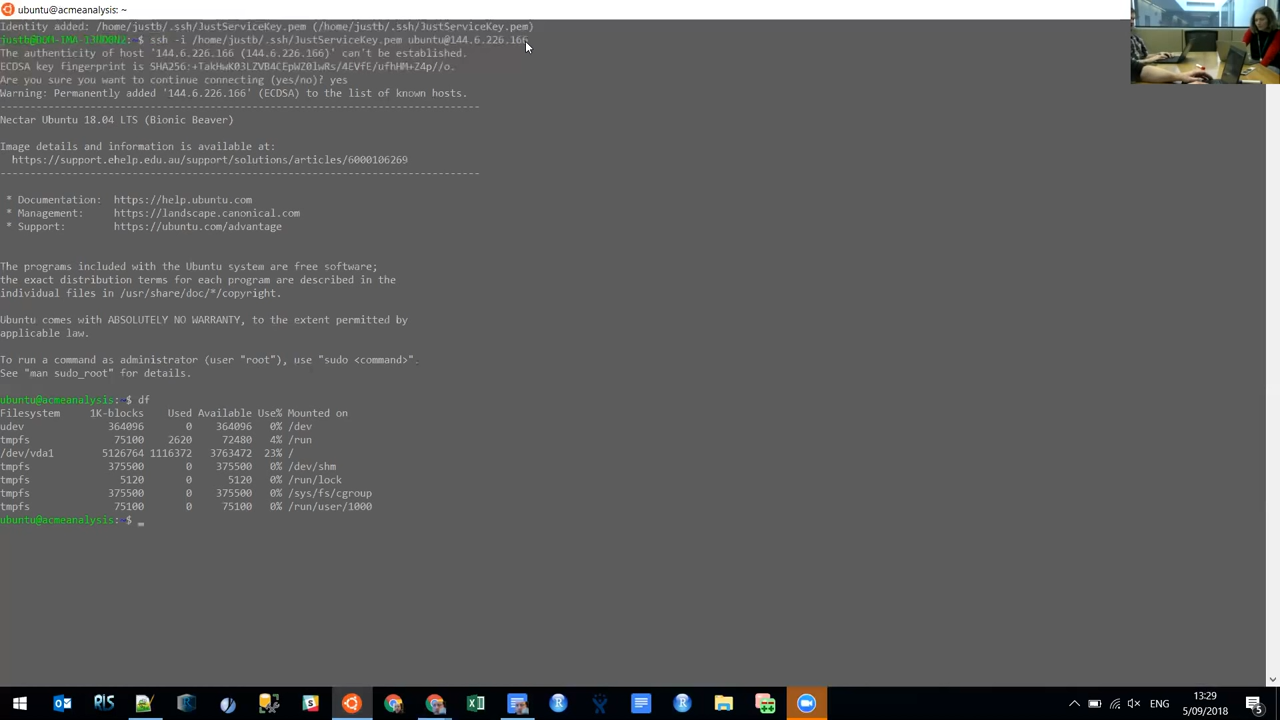 ubuntu@acmeanalysis: ~
Identity added: /home/justb/.ssh/JustServiceKey.pem (/home/justb/.ssh/JustServiceKey.pem)
ssh -i /home/justb/.ssh/JustServiceKey.pem ubuntu@144.6.226.166
The authenticity of host '144.6.226.166 (144.6.226.166)' can't be established.
ECDSA key fingerprint is
Are you sure you want to continue connecting (yes/no)? yes
Warning: Permanently added '144.6.226.166' (ECDSA) to the list of known hosts.
--------------------------------------------------------------------------------
Nectar Ubuntu 18.04 LTS (Bionic Beaver)
Image details and information is available at:
https://support.ehelp.edu.au/support/solutions/articles/6000106269
--------------------------------------------------------------------------------
* Documentation: https://help.ubuntu.com
* Management: https://landscape.canonical.com
* Support: https://ubuntu.com/advantage
The programs included with the Ubuntu system are free software;
the exact distribution terms for each program are described in the
individual files in /usr/share/doc/*/copyright.
Ubuntu comes with ABSOLUTELY NO WARRANTY, to the extent permitted by
applicable law.
To run a command as administrator (user "root"), use "sudo <command>".
See "man sudo_root" for details.
ubuntu@acmeanalysis:~$ df
Filesystem 1K-blocks Used Available Use% Mounted on
udev 364096 0 364096 0% /dev
tmpfs 75100 2620 72480 4% /run
/dev/vda1 5126764 1116372 3763472 23% /
tmpfs 375500 0 375500 0% /dev/shm
tmpfs 5120 0 5120 0% /run/lock
tmpfs 375500 0 375500 0% /sys/fs/cgroup
tmpfs 75100 0 75100 0% /run/user/1000
ubuntu@acmeanalysis:~$ _
ENG
13:29
5/09/2018